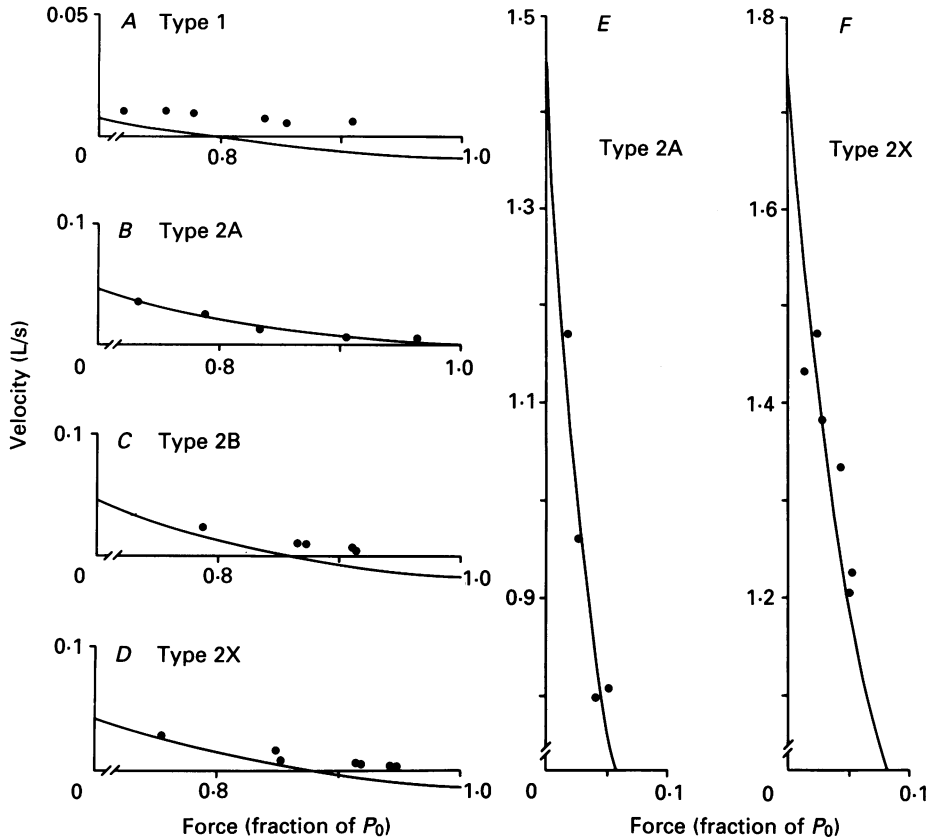 0·05
A Type 1
0
0·8
1·0
0·1
B Type 2A
0
0·8
1·0
0·1
C Type 2B
0
0·8
1·0
0·1
D Type 2X
0
0·8
1·0
Velocity (L/s)
Force (fraction of P₀)
1·5
E
Type 2A
1·3
1·1
0·9
0
0·1
1·8
F
Type 2X
1·6
1·4
1·2
0
0·1
Force (fraction of P₀)